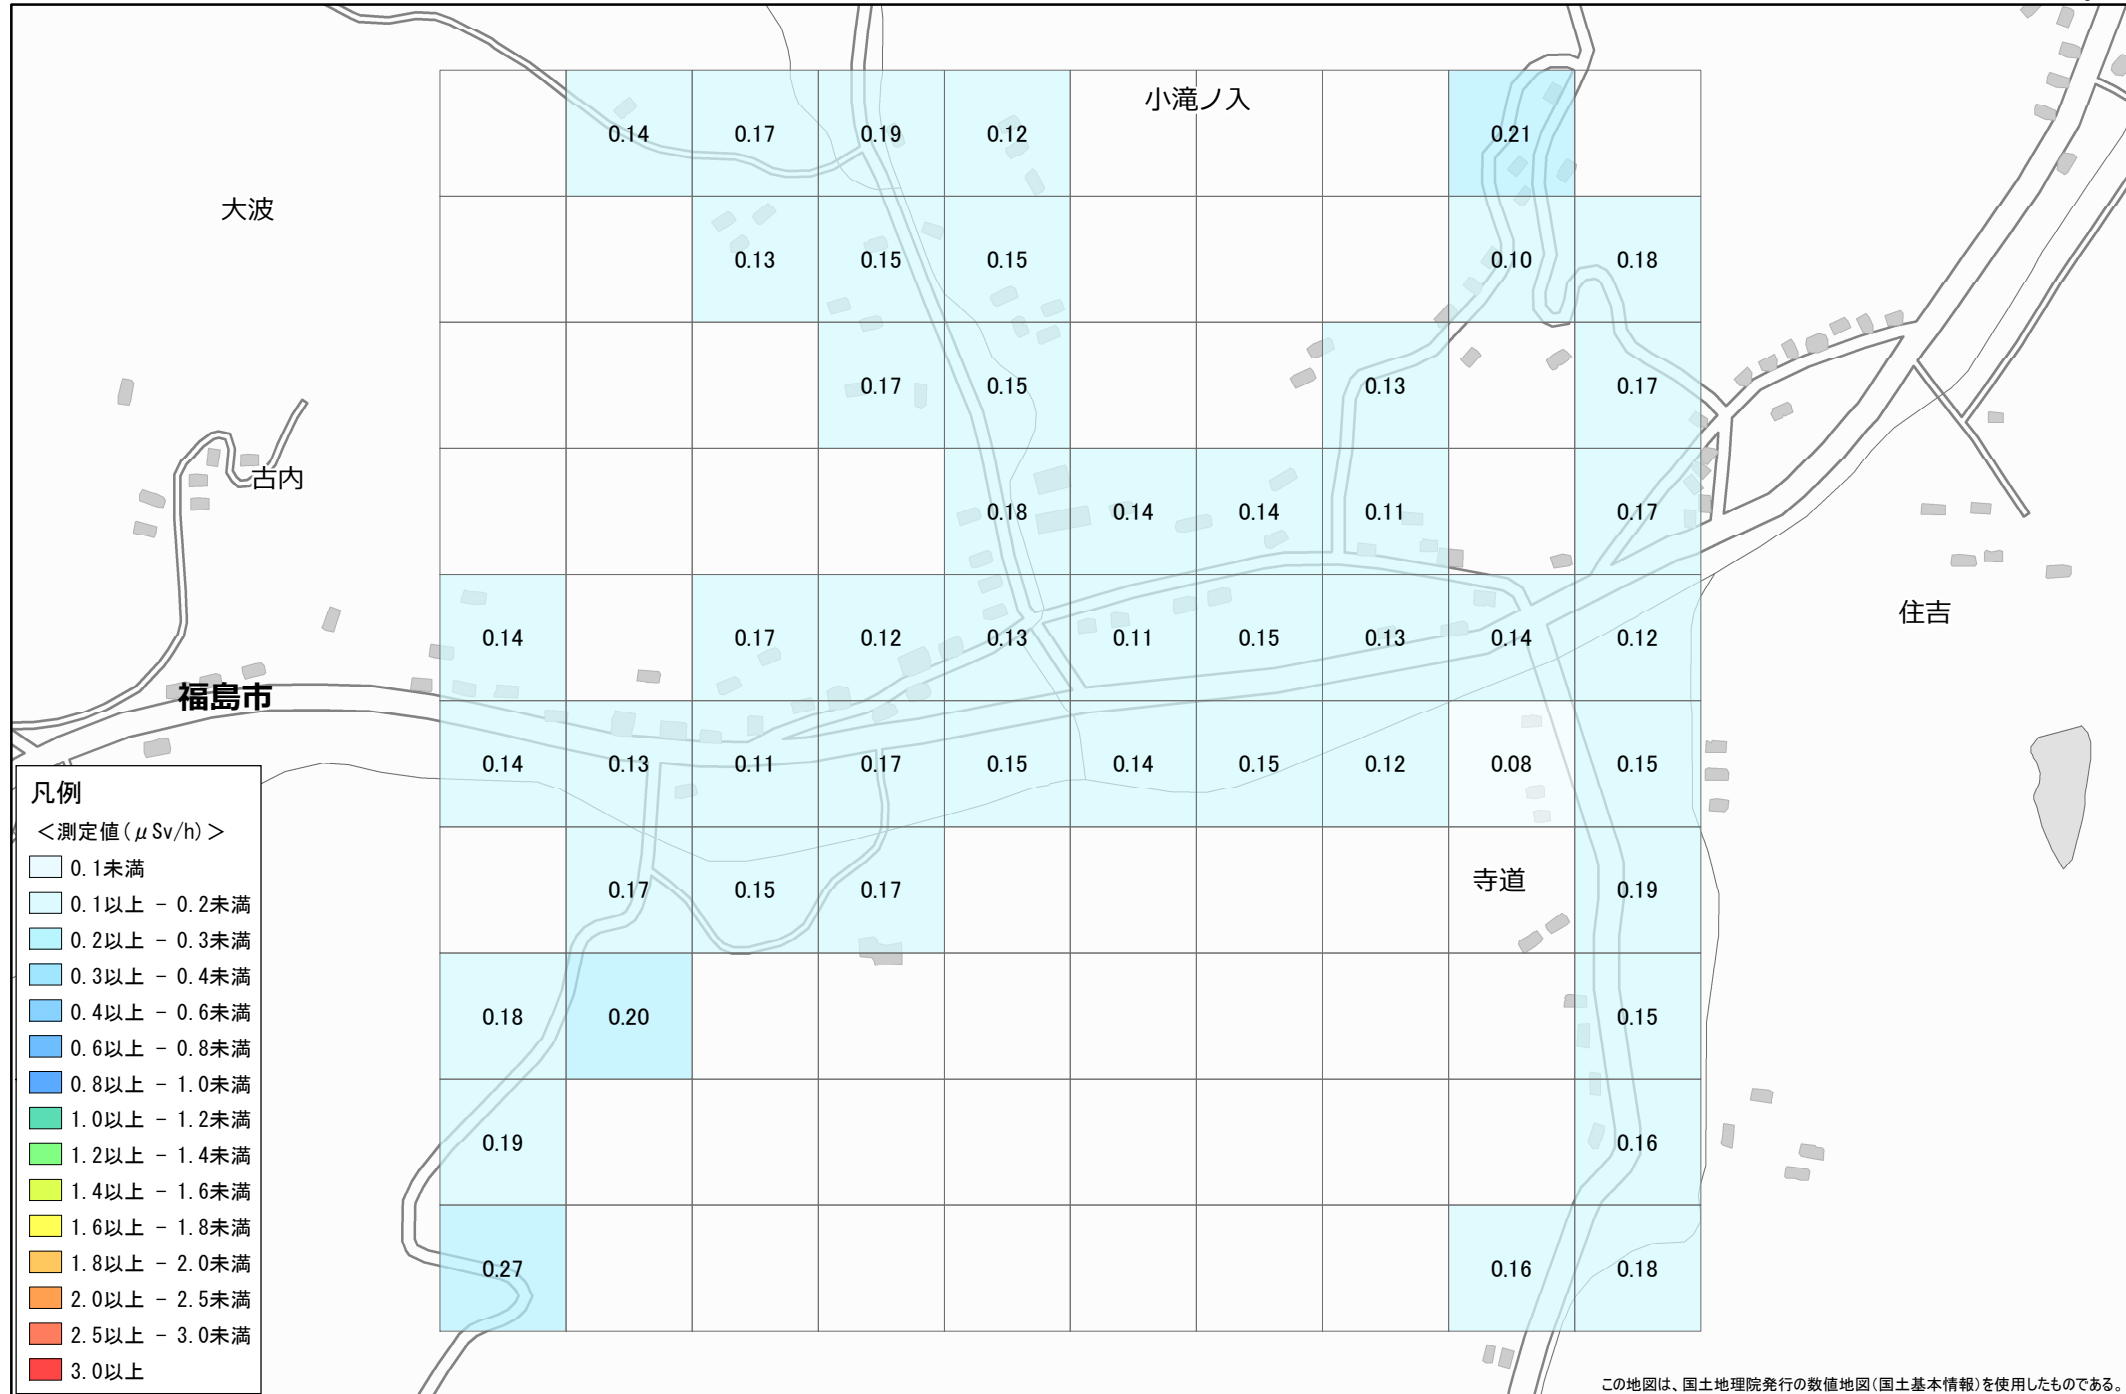 小滝ノ入
0.14 0.17 0.19 0.12 0.21
大波
0.13 0.15 0.15 0.10 0.18
0.17 0.15 0.13 0.17
古内
0.18 0.14 0.14 0.11 0.17
住吉
0.14 0.17 0.12 0.13 0.11 0.15 0.13 0.14 0.12
福島市
0.14 0.13 0.11 0.17 0.15 0.14 0.15 0.12 0.08 0.15
0.17 0.15 0.17 寺道 0.19
0.18 0.20 0.15
0.19 0.16
0.27 0.16 0.18
凡例
＜測定値(μSv/h)＞
0.1未満
0.1以上 - 0.2未満
0.2以上 - 0.3未満
0.3以上 - 0.4未満
0.4以上 - 0.6未満
0.6以上 - 0.8未満
0.8以上 - 1.0未満
1.0以上 - 1.2未満
1.2以上 - 1.4未満
1.4以上 - 1.6未満
1.6以上 - 1.8未満
1.8以上 - 2.0未満
2.0以上 - 2.5未満
2.5以上 - 3.0未満
3.0以上
この地図は、国土地理院発行の数値地図(国土基本情報)を使用したものである。